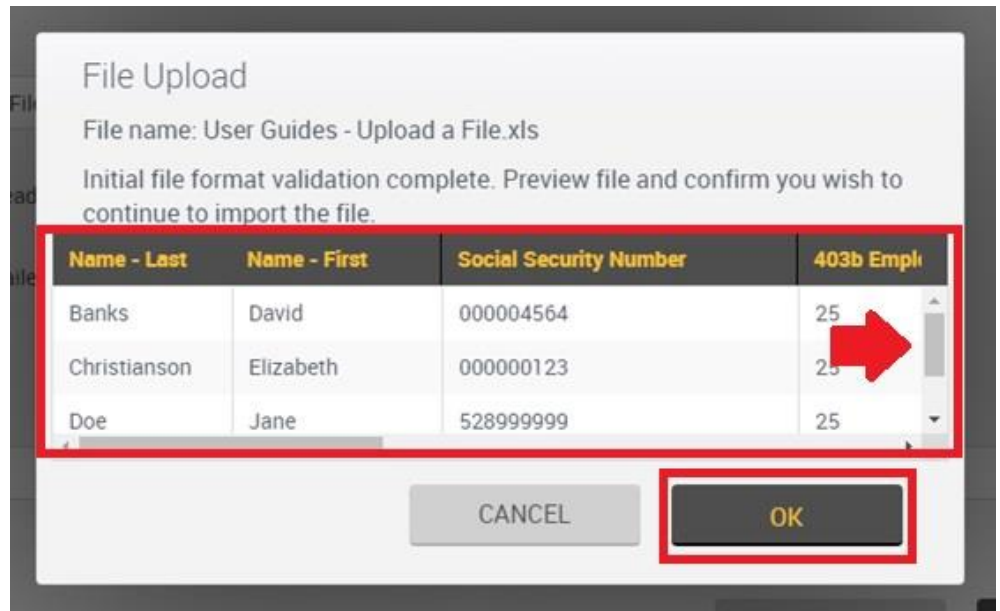 File Upload
File name: User Guides - Upload a File.xls
Initial file format validation complete. Preview file and confirm you wish to
continue to import the file.
Name - Last Name - First Social Security Number 403b Empl
Banks David 000004564 25
Christianson Elizabeth 000000123 25
Doe Jane 528999999 25
CANCEL OK